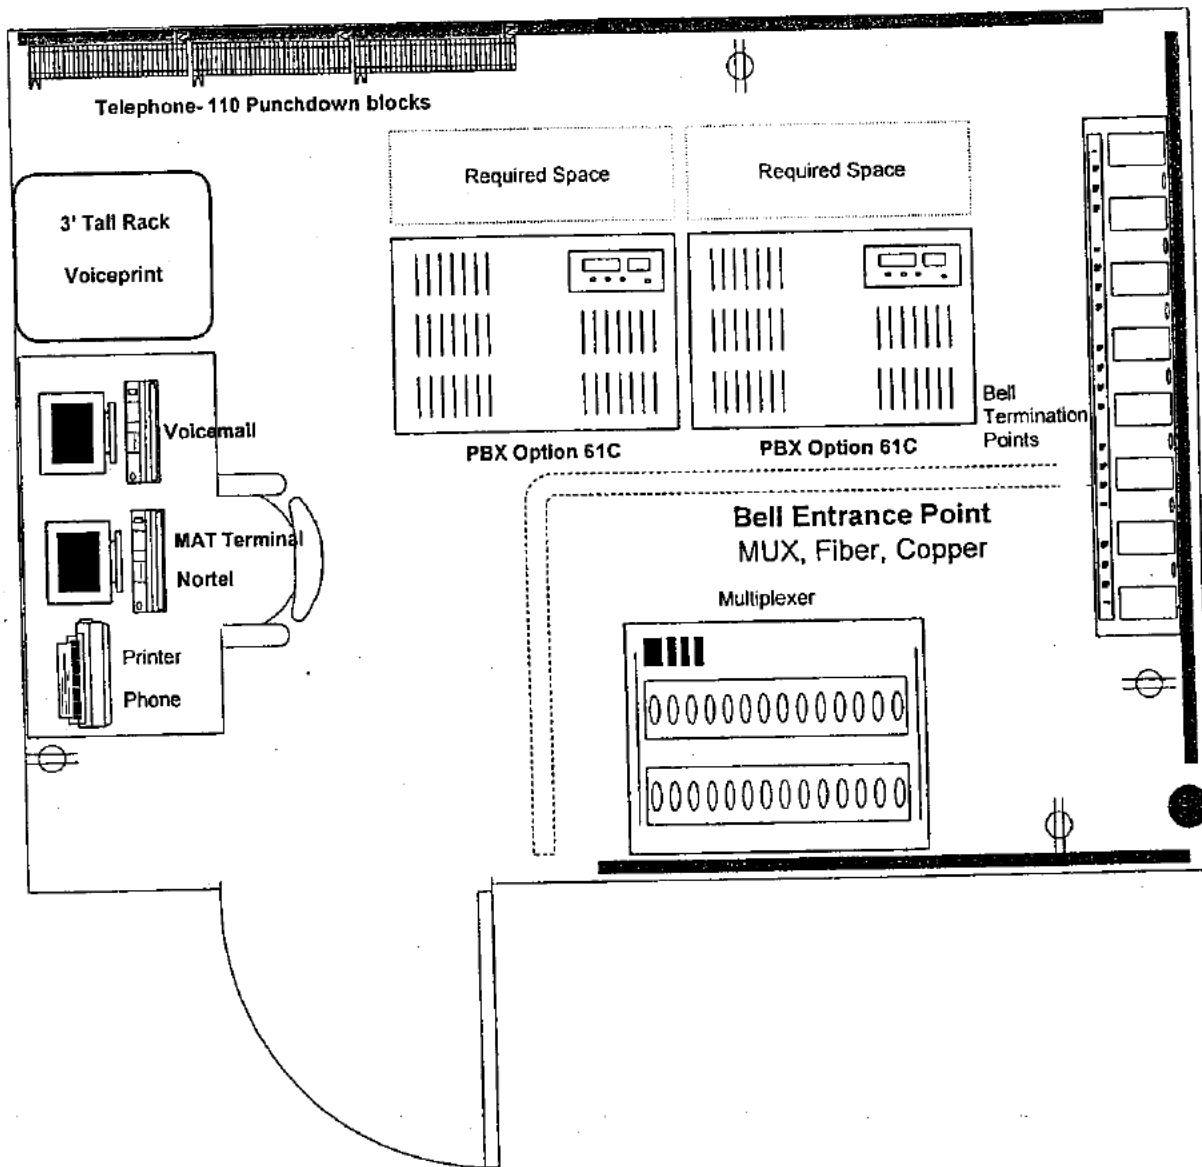 Telephone- 110 Punchdown blocks
Required Space
Required Space
3' Tall Rack
Voiceprint
Voicemail
PBX Option 61C
PBX Option 61C
Bell
Termination
Points
Bell Entrance Point
MUX, Fiber, Copper
MAT Terminal
Nortel
Multiplexer
Printer
Phone